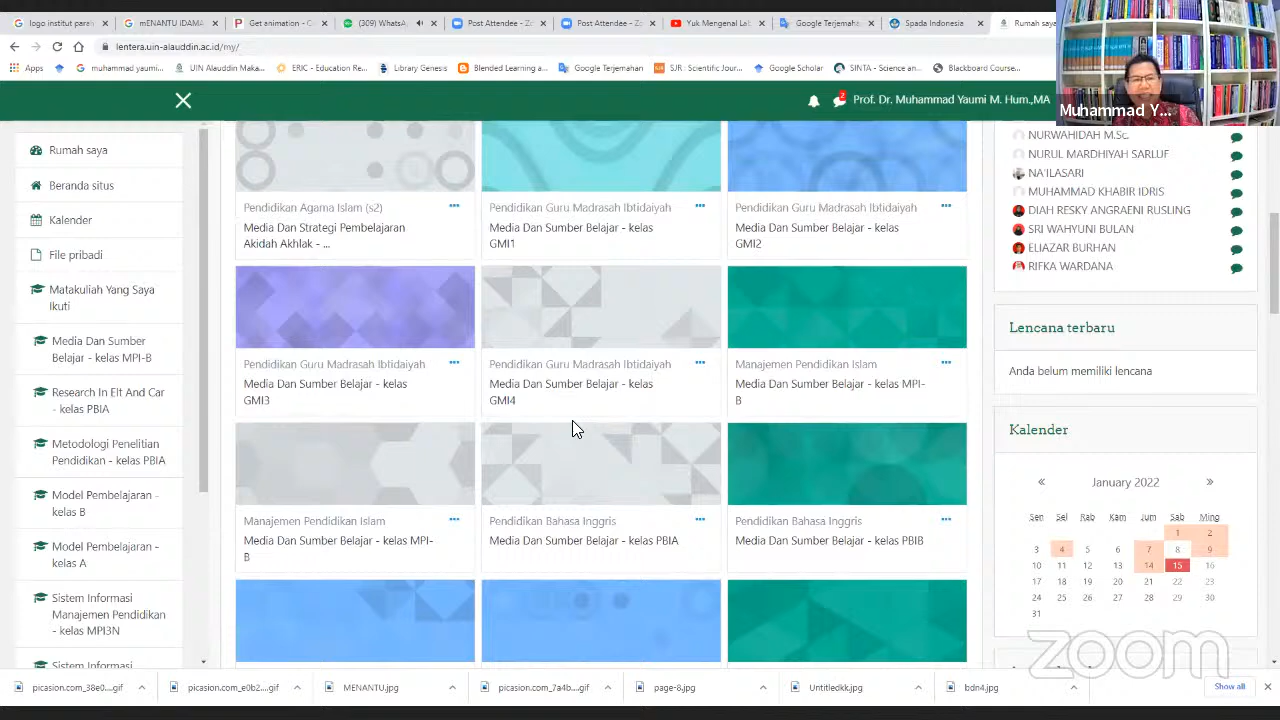 logo institut parati
mENANTU IDAMA
Get animation - C
(309) WhatsA
Post Attendee - Z
Post Attendee - Z
Yuk Mengenal La
Google Terjemaha
Spada Indonesia
Rumah saya
lentera.uin-alauddin.ac.id/my/
Apps
muhammad yaumi...
UIN Alauddin Maka...
ERIC - Education Re...
Library Genesis
Blended Learning a...
Google Terjemahan
SJR : Scientific Jour...
Google Scholar
SINTA - Science an...
Blackboard Course...
2
Prof. Dr. Muhammad Yaumi M. Hum.,MA
Muhammad Y...
Rumah saya
Beranda situs
Kalender
File pribadi
Matakuliah Yang Saya
Ikuti
Media Dan Sumber
Belajar - kelas MPI-B
Research In Elt And Car
- kelas PBIA
Metodologi Penelitian
Pendidikan - kelas PBIA
Model Pembelajaran -
kelas B
Model Pembelajaran -
kelas A
Sistem Informasi
Manajemen Pendidikan
- kelas MPI3N
Sistem Informasi
Pendidikan Agama Islam (s2)
Media Dan Strategi Pembelajaran
Akidah Akhlak - ...
Pendidikan Guru Madrasah Ibtidaiyah
Media Dan Sumber Belajar - kelas
GMI1
Pendidikan Guru Madrasah Ibtidaiyah
Media Dan Sumber Belajar - kelas
GMI2
Pendidikan Guru Madrasah Ibtidaiyah
Media Dan Sumber Belajar - kelas
GMI3
Pendidikan Guru Madrasah Ibtidaiyah
Media Dan Sumber Belajar - kelas
GMI4
Manajemen Pendidikan Islam
Media Dan Sumber Belajar - kelas MPI-
B
Manajemen Pendidikan Islam
Media Dan Sumber Belajar - kelas MPI-
B
Pendidikan Bahasa Inggris
Media Dan Sumber Belajar - kelas PBIA
Pendidikan Bahasa Inggris
Media Dan Sumber Belajar - kelas PBIB
NURWAHIDAH M.Sc.
NURUL MARDHIYAH SARLUF
NA'ILASARI
MUHAMMAD KHABIR IDRIS
DIAH RESKY ANGRAENI RUSLING
SRI WAHYUNI BULAN
ELIAZAR BURHAN
RIFKA WARDANA
Lencana terbaru
Anda belum memiliki lencana
Kalender
« January 2022 »
Sen Sel Rab Kam Jum Sab Ming
1 2
3 4 5 6 7 8 9
10 11 12 13 14 15 16
17 18 19 20 21 22 23
24 25 26 27 28 29 30
31
zoom
picasion.com_38e0....gif
picasion.com_e0b2....gif
MENANTU.jpg
picasion.com_7a4b....gif
page-8.jpg
Untitledkk.jpg
bdn4.jpg
Show all